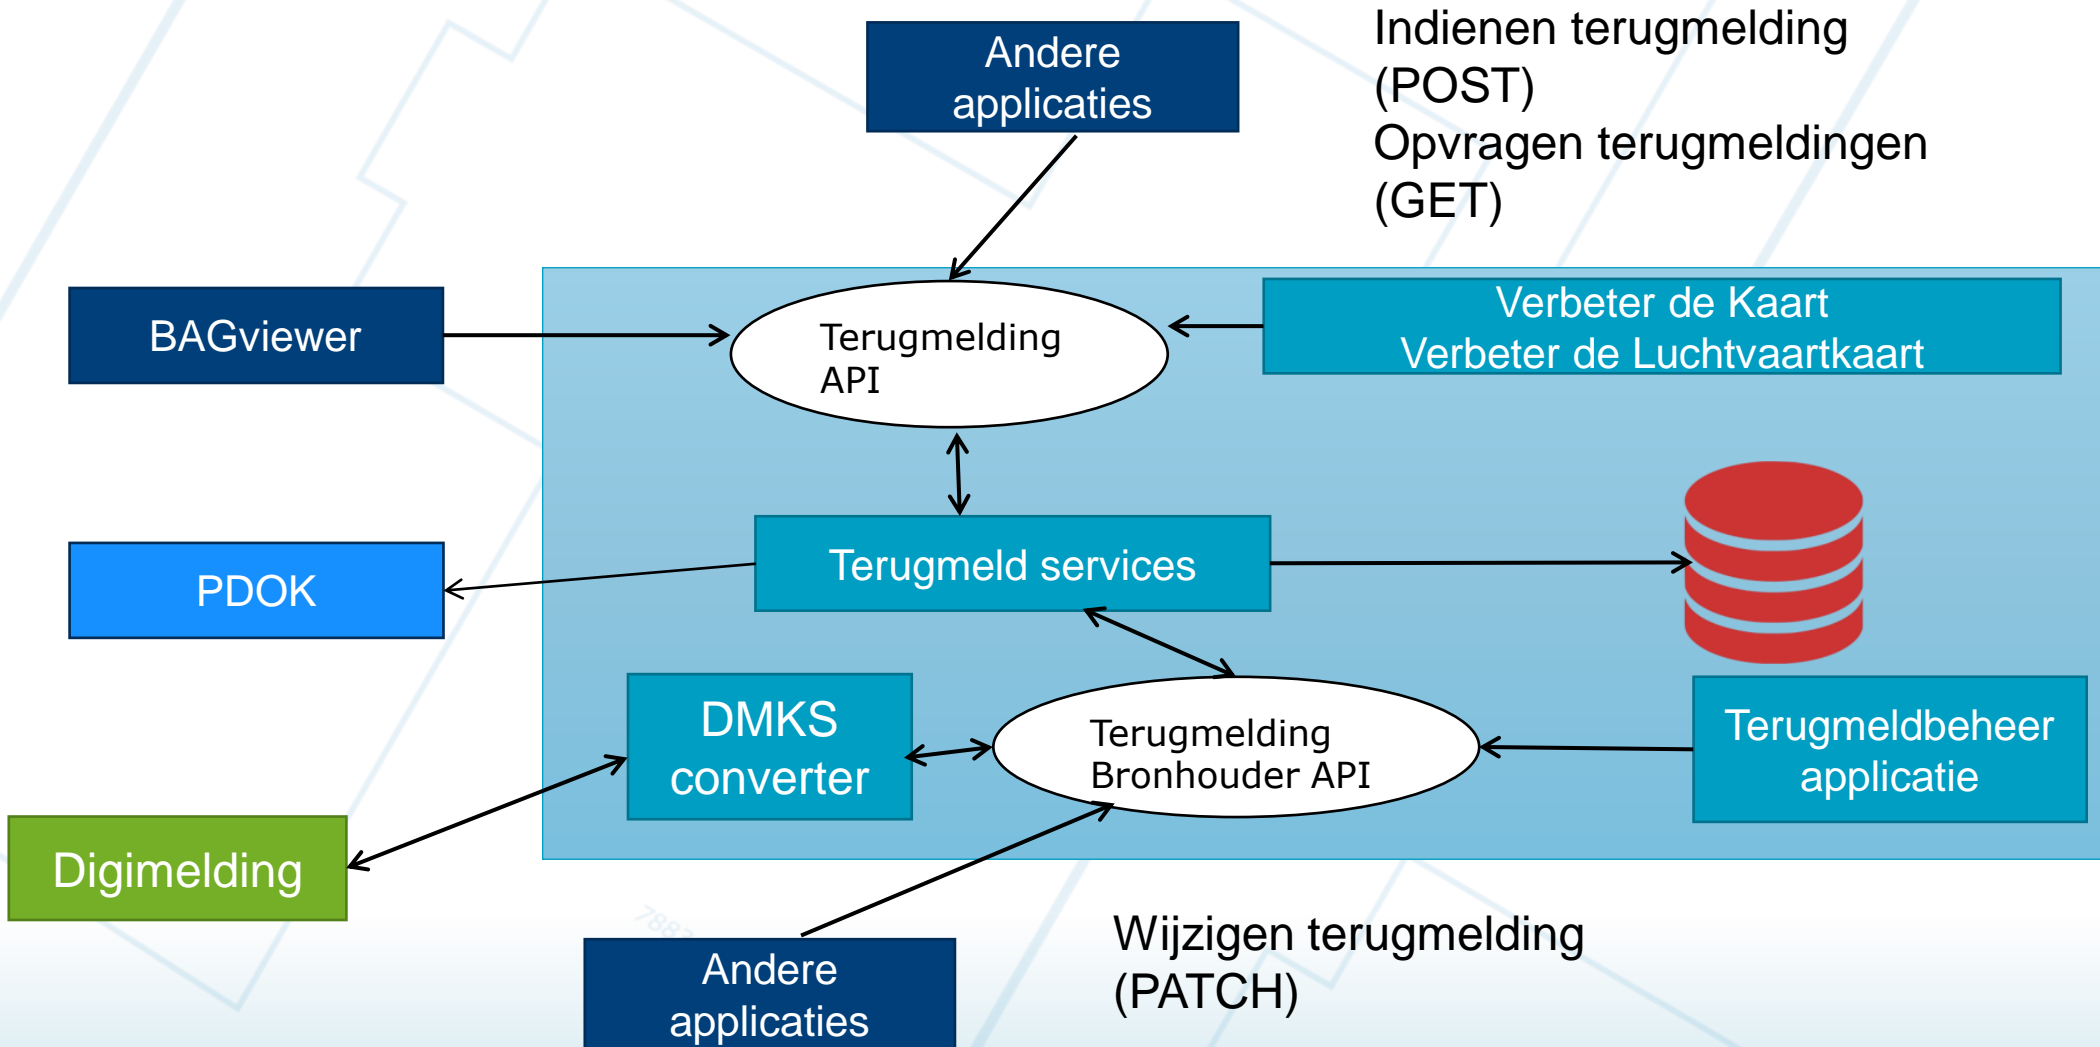 Andere
applicaties
Indienen terugmelding
(POST)
Opvragen terugmeldingen
(GET)
BAGviewer
Terugmelding
API
Verbeter de Kaart
Verbeter de Luchtvaartkaart
PDOK
Terugmeld services
DMKS
converter
Terugmelding
Bronhouder API
Terugmeldbeheer
applicatie
Digimelding
Andere
applicaties
Wijzigen terugmelding
(PATCH)